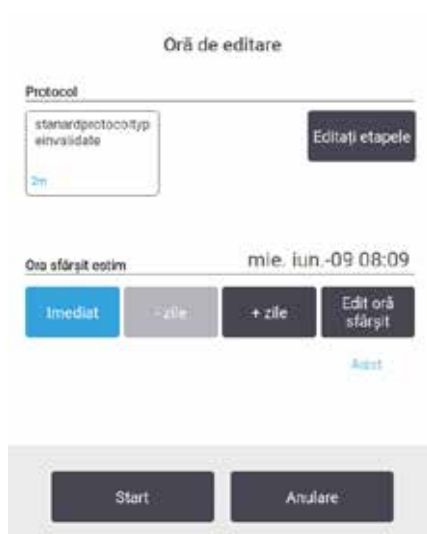 Oră de editare
Protocol
stanardprotocoltyp
einvalidate
Editați etapele
2m
Ora sfârșit estim
mie. iun.-09 08:09
Imediat
- zile
+ zile
Edit oră
sfârșit
Start
Anulare